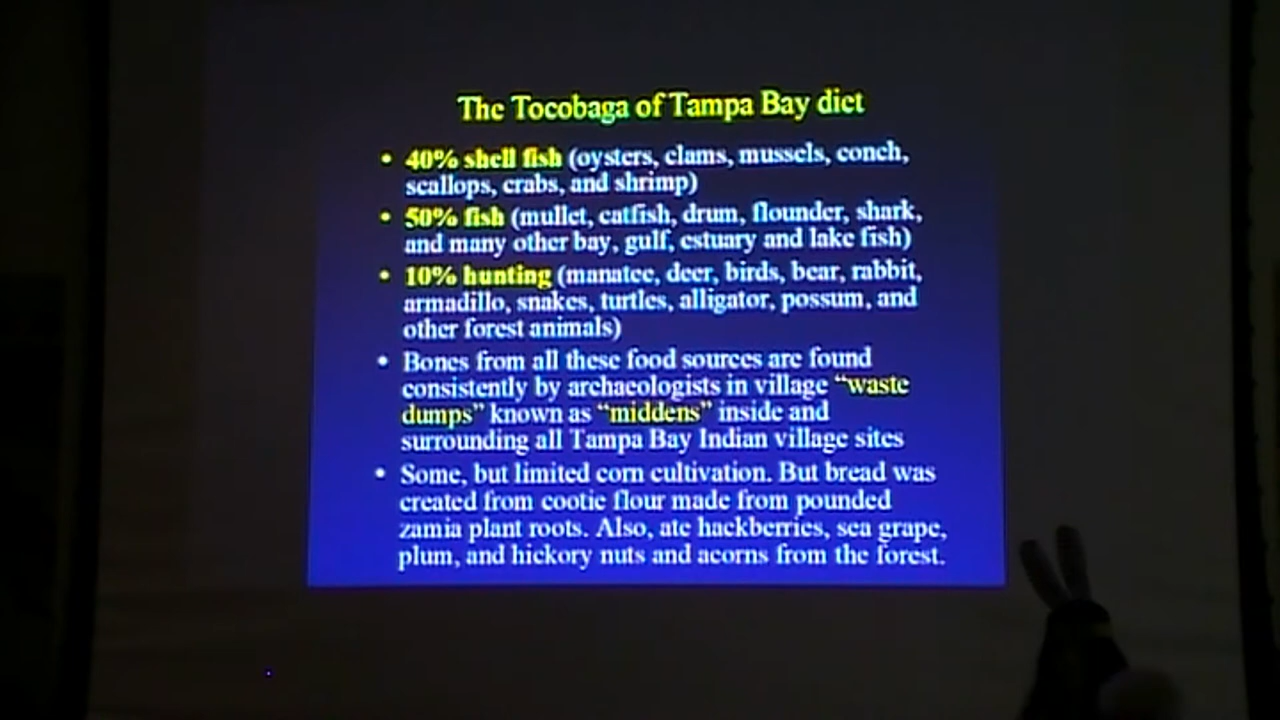 The Tocobaga of Tampa Bay diet
• 40% shell fish (oysters, clams, mussels, conch,
scallops, crabs, and shrimp)
• 50% fish (mullet, catfish, drum, flounder, shark,
and many other bay, gulf, estuary and lake fish)
• 10% hunting (manatee, deer, birds, bear, rabbit,
armadillo, snakes, turtles, alligator, possum, and
other forest animals)
• Bones from all these food sources are found
consistently by archaeologists in village “waste
dumps” known as “middens” inside and
surrounding all Tampa Bay Indian village sites
• Some, but limited corn cultivation. But bread was
created from cootie flour made from pounded
zamia plant roots. Also, ate hackberries, sea grape,
plum, and hickory nuts and acorns from the forest.